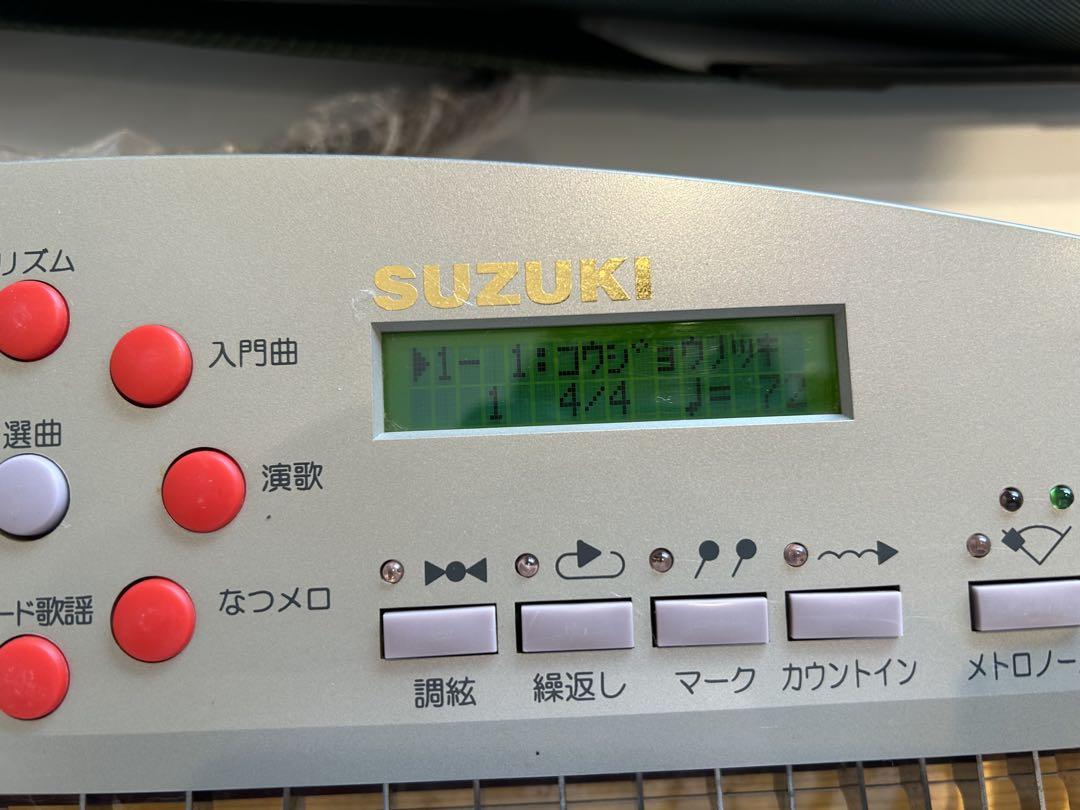 リズム
SUZUKI
入門曲
▶1- 1:コウジョウノツキ
1 4/4 ♩= 72
選曲
演歌
ード歌謡
なつメロ
調絃
繰返し
マーク
カウントイン
メトロノー